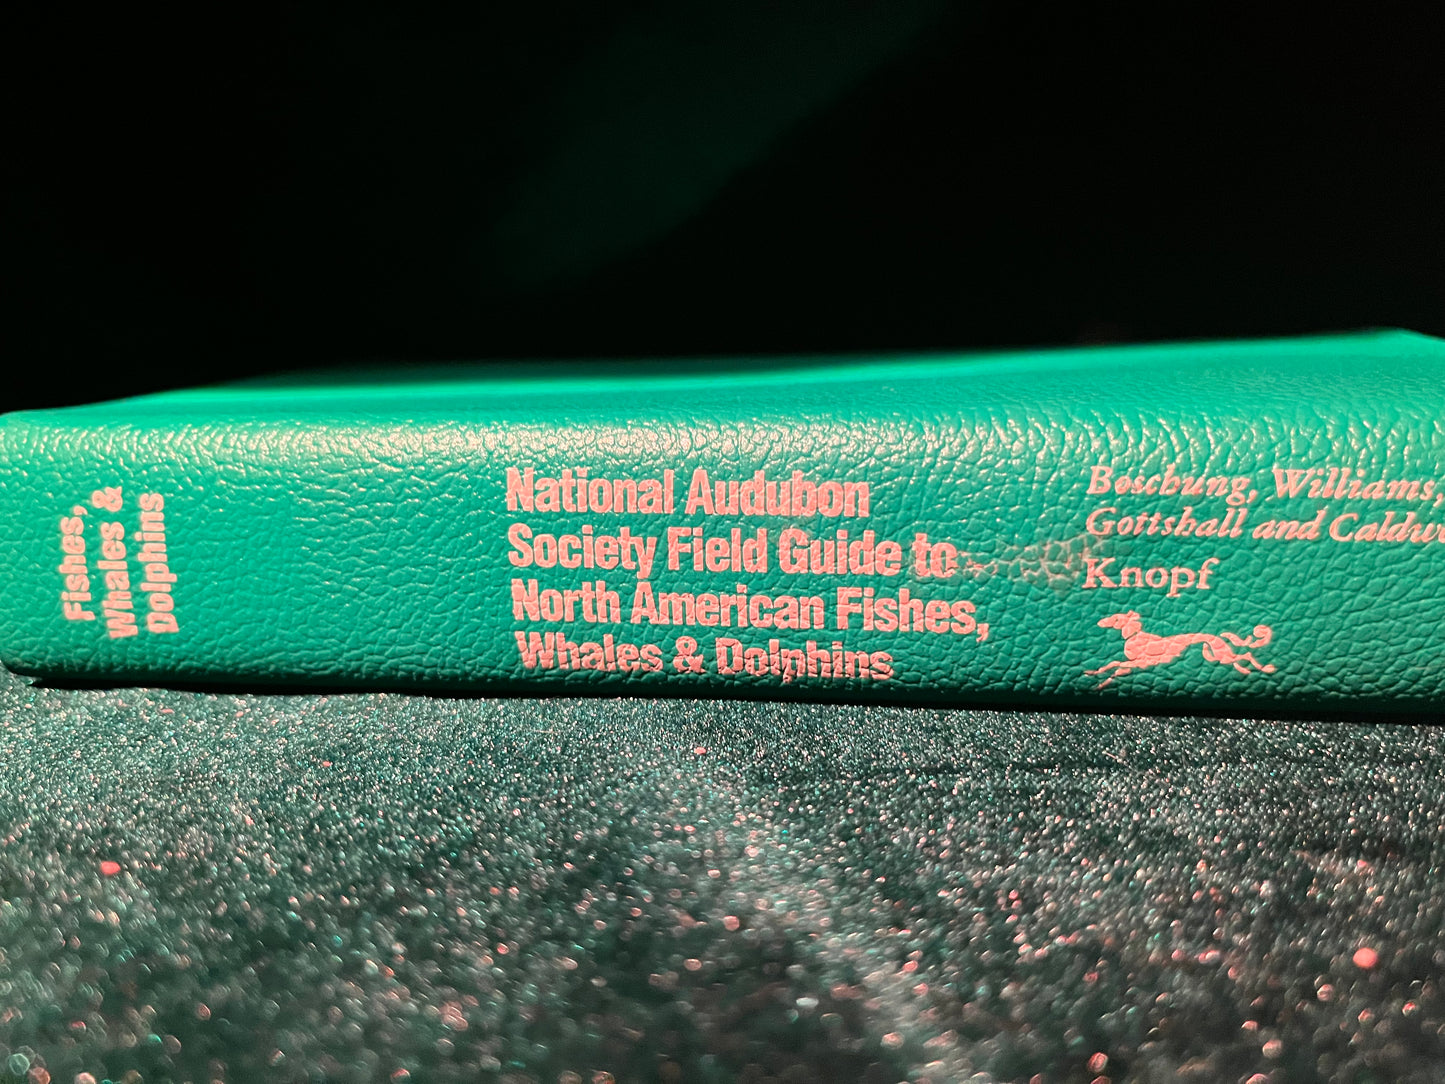 Fishes,
Whales &
Dolphins
National Audubon
Society Field Guide to
North American Fishes,
Whales & Dolphins
Boschung, Williams,
Gottshall and Caldw
Knopf